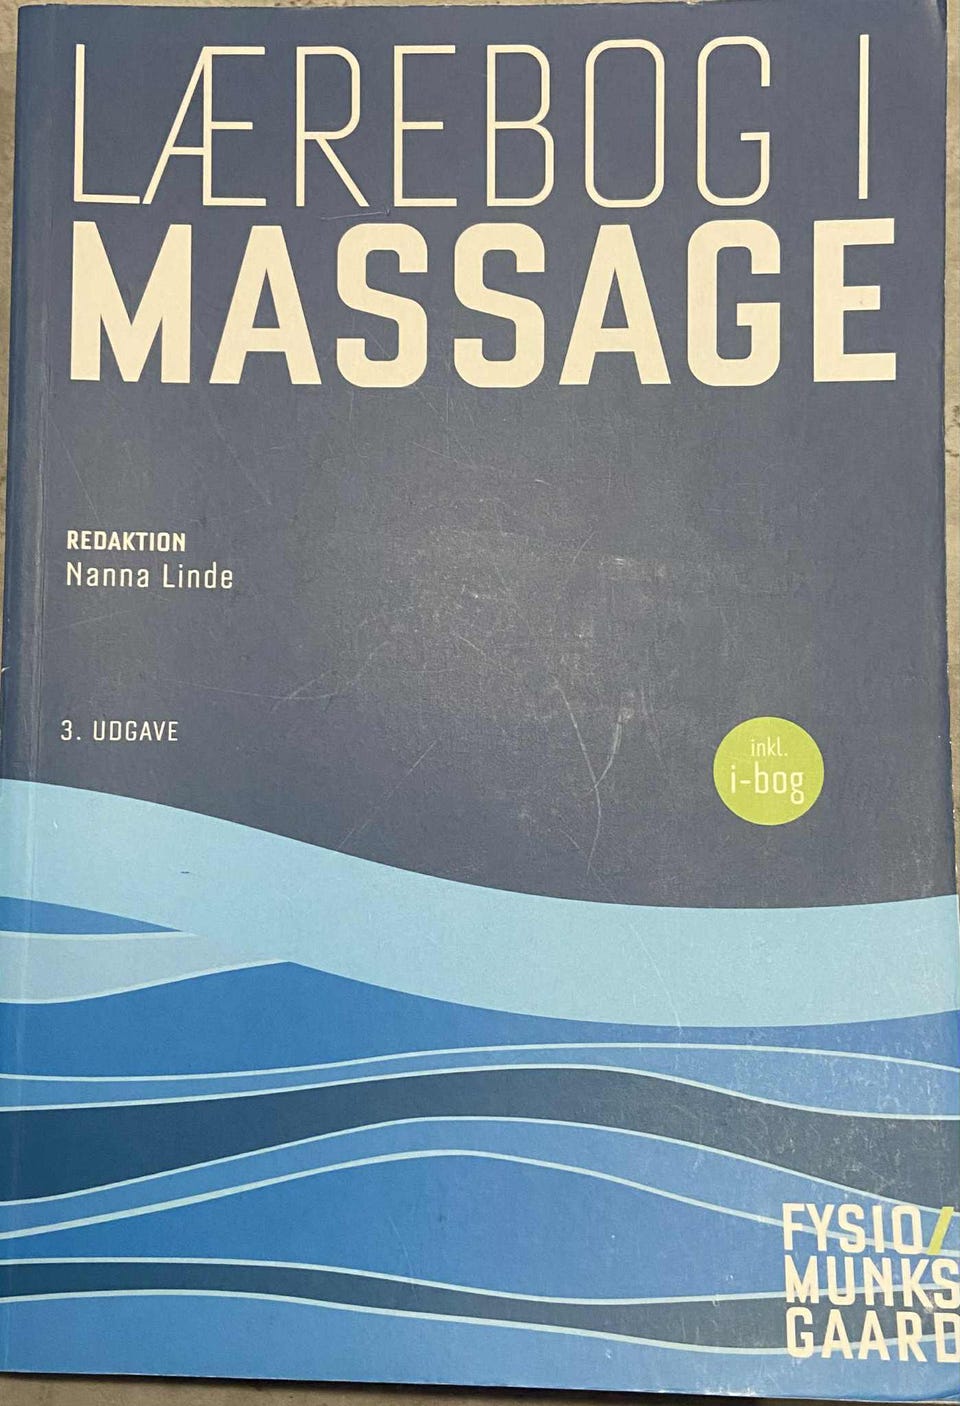 LÆREBOG I
MASSAGE
REDAKTION
Nanna Linde
3. UDGAVE
inkl.
i-bog
FYSIO/
MUNKS
GAARD